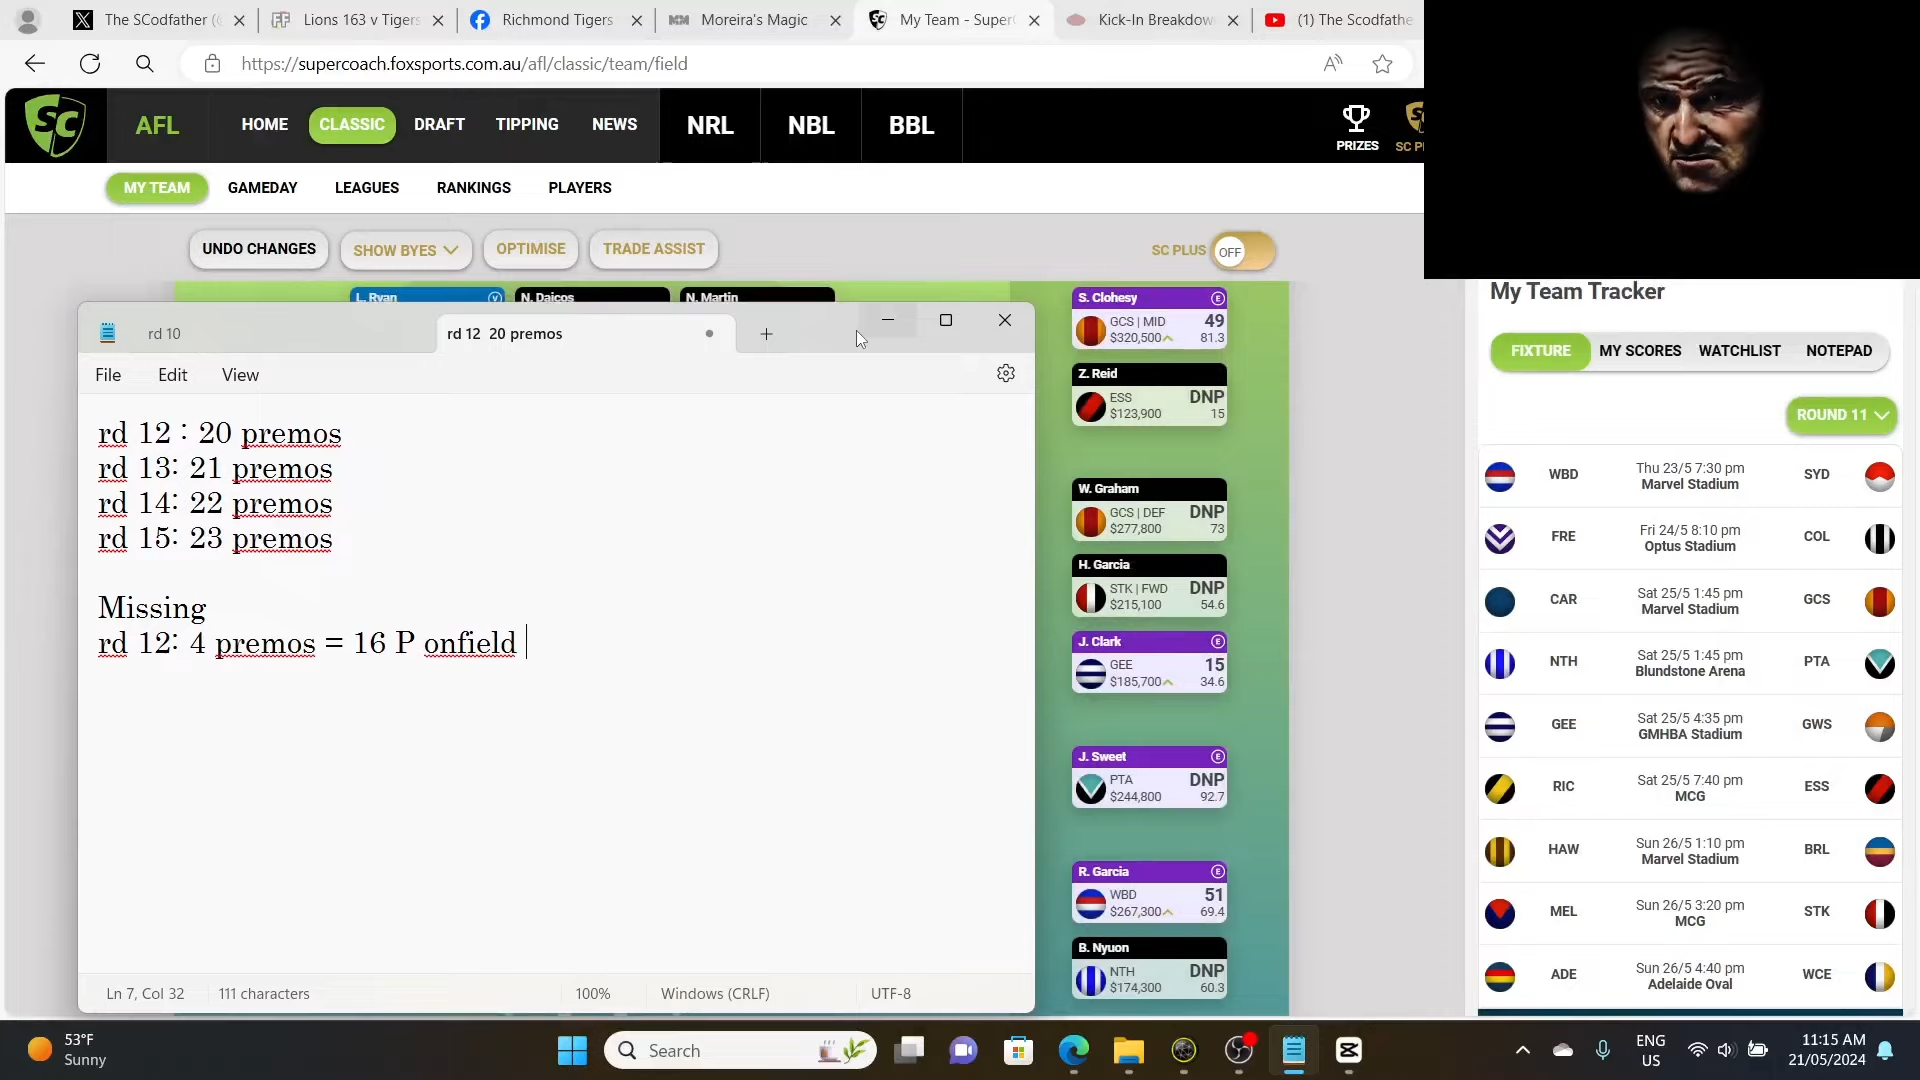 The SCodfather (
Lions 163 v Tigers
Richmond Tigers
Moreira's Magic
My Team - Super
Kick-In Breakdow
(1) The Scodfathe
https://supercoach.foxsports.com.au/afl/classic/team/field
SC
AFL
HOME
CLASSIC
DRAFT
TIPPING
NEWS
NRL
NBL
BBL
PRIZES
MY TEAM
GAMEDAY
LEAGUES
RANKINGS
PLAYERS
UNDO CHANGES
SHOW BYES
OPTIMISE
TRADE ASSIST
SC PLUS
OFF
L. Ryan
V
N. Daicos
N. Martin
rd 10
rd 12  20 premos
File
Edit
View
rd 12 : 20 premos
rd 13: 21 premos
rd 14: 22 premos
rd 15: 23 premos
Missing
rd 12: 4 premos = 16 P onfield
Ln 7, Col 32
111 characters
100%
Windows (CRLF)
UTF-8
S. Clohesy
E
GCS | MID
49
$320,500
81.3
Z. Reid
ESS
DNP
$123,900
15
W. Graham
GCS | DEF
DNP
$277,800
73
H. Garcia
STK | FWD
DNP
$215,100
54.6
J. Clark
E
GEE
15
$185,700
34.6
J. Sweet
E
PTA
DNP
$244,800
92.7
R. Garcia
E
WBD
51
$267,300
69.4
B. Nyuon
NTH
DNP
$174,300
60.3
My Team Tracker
FIXTURE
MY SCORES
WATCHLIST
NOTEPAD
ROUND 11
WBD
Thu 23/5 7:30 pm
Marvel Stadium
SYD
FRE
Fri 24/5 8:10 pm
Optus Stadium
COL
CAR
Sat 25/5 1:45 pm
Marvel Stadium
GCS
NTH
Sat 25/5 1:45 pm
Blundstone Arena
PTA
GEE
Sat 25/5 4:35 pm
GMHBA Stadium
GWS
RIC
Sat 25/5 7:40 pm
MCG
ESS
HAW
Sun 26/5 1:10 pm
Marvel Stadium
BRL
MEL
Sun 26/5 3:20 pm
MCG
STK
ADE
Sun 26/5 4:40 pm
Adelaide Oval
WCE
53°F
Sunny
Search
ENG
US
11:15 AM
21/05/2024